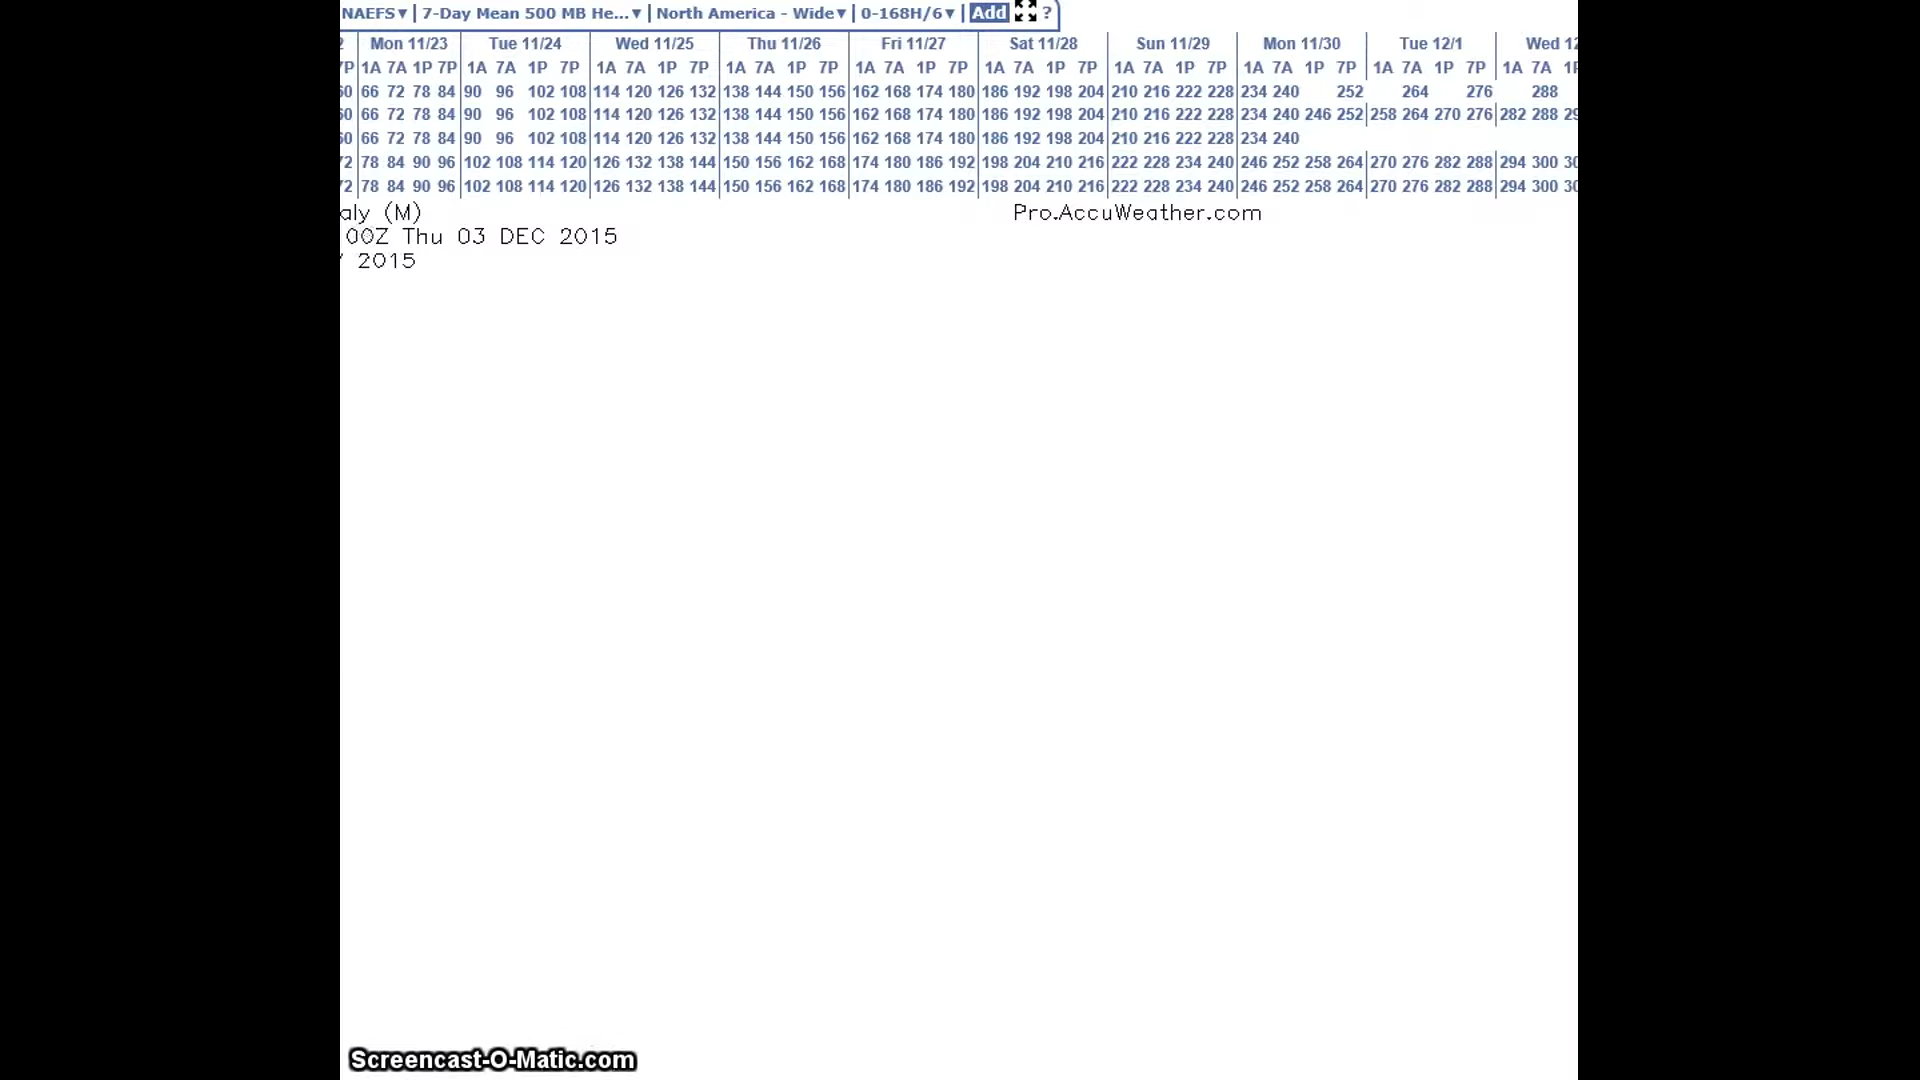 NAEFS▼ | 7-Day Mean 500 MB He...▼ | North America - Wide▼ | 0-168H/6▼ | Add ?
2 Mon 11/23 Tue 11/24 Wed 11/25 Thu 11/26 Fri 11/27 Sat 11/28 Sun 11/29 Mon 11/30 Tue 12/1 Wed 12
7P 1A 7A 1P 7P 1A 7A 1P 7P 1A 7A 1P 7P 1A 7A 1P 7P 1A 7A 1P 7P 1A 7A 1P 7P 1A 7A 1P 7P 1A 7A 1P 7P 1A 7A 1P 7P 1A 7A 1P
60 66 72 78 84 90 96 102 108 114 120 126 132 138 144 150 156 162 168 174 180 186 192 198 204 210 216 222 228 234 240 252 264 276 288
60 66 72 78 84 90 96 102 108 114 120 126 132 138 144 150 156 162 168 174 180 186 192 198 204 210 216 222 228 234 240 246 252 258 264 270 276 282 288 29
60 66 72 78 84 90 96 102 108 114 120 126 132 138 144 150 156 162 168 174 180 186 192 198 204 210 216 222 228 234 240
72 78 84 90 96 102 108 114 120 126 132 138 144 150 156 162 168 174 180 186 192 198 204 210 216 222 228 234 240 246 252 258 264 270 276 282 288 294 300 30
72 78 84 90 96 102 108 114 120 126 132 138 144 150 156 162 168 174 180 186 192 198 204 210 216 222 228 234 240 246 252 258 264 270 276 282 288 294 300 30
aly (M) Pro.AccuWeather.com
00Z Thu 03 DEC 2015
2015
Screencast-O-Matic.com